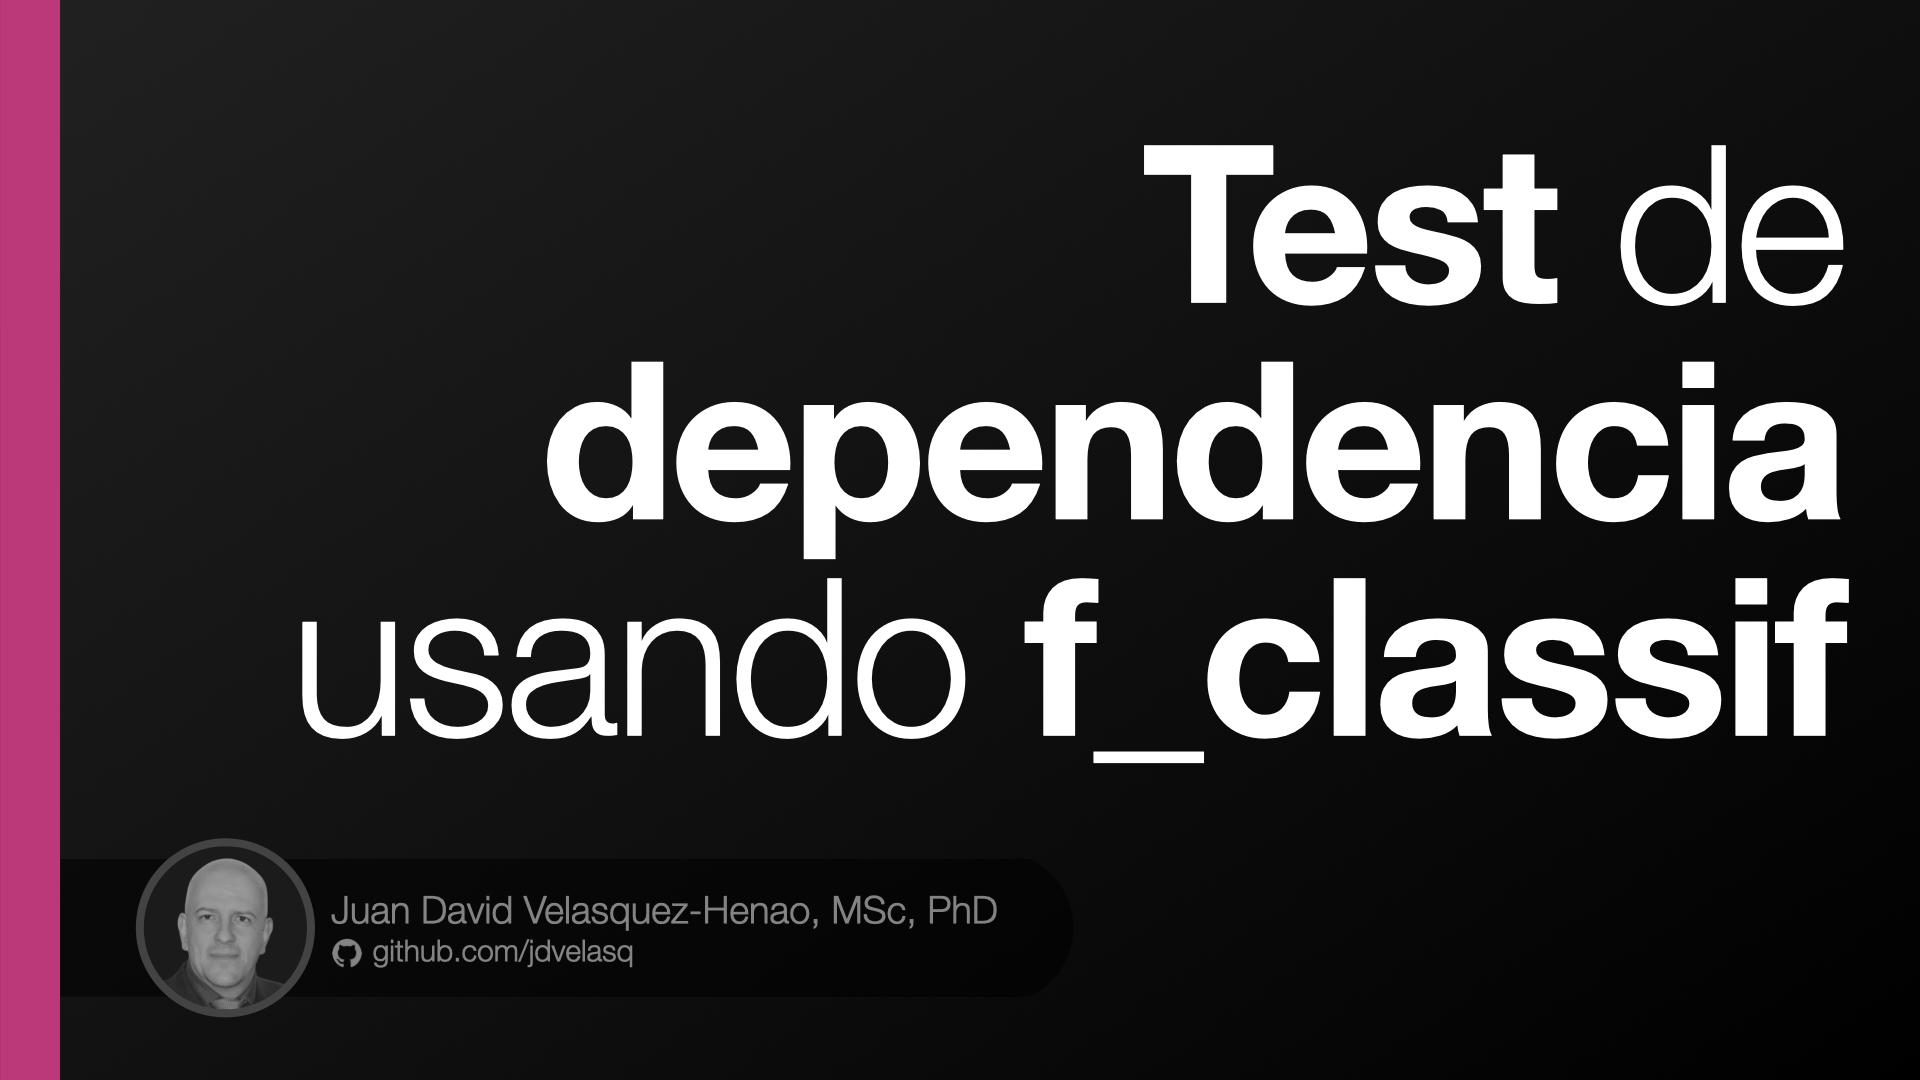 Test de
dependencia
usando f_classif
Juan David Velasquez-Henao, MSc, PhD
github.com/jdvelasq